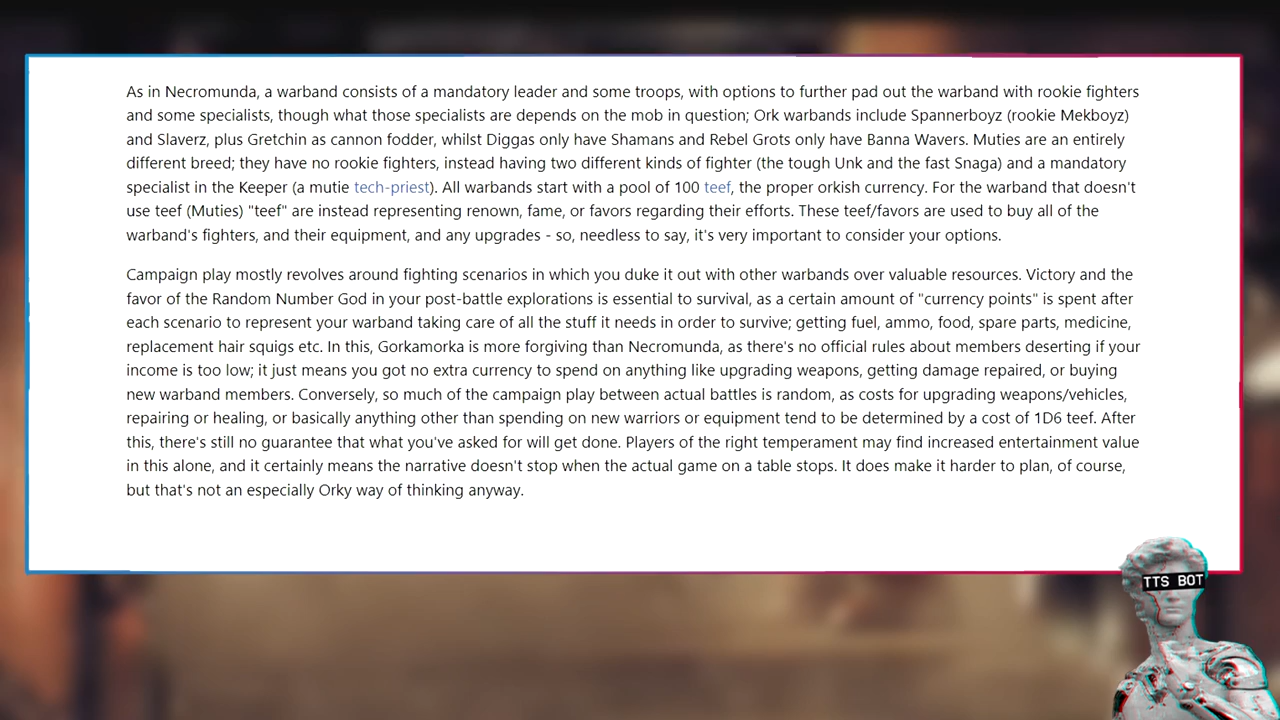 As in Necromunda, a warband consists of a mandatory leader and some troops, with options to further pad out the warband with rookie fighters
and some specialists, though what those specialists are depends on the mob in question; Ork warbands include Spannerboyz (rookie Mekboyz)
and Slaverz, plus Gretchin as cannon fodder, whilst Diggas only have Shamans and Rebel Grots only have Banna Wavers. Muties are an entirely
different breed; they have no rookie fighters, instead having two different kinds of fighter (the tough Unk and the fast Snaga) and a mandatory
specialist in the Keeper (a mutie tech-priest). All warbands start with a pool of 100 teef, the proper orkish currency. For the warband that doesn't
use teef (Muties) "teef" are instead representing renown, fame, or favors regarding their efforts. These teef/favors are used to buy all of the
warband's fighters, and their equipment, and any upgrades - so, needless to say, it's very important to consider your options.
Campaign play mostly revolves around fighting scenarios in which you duke it out with other warbands over valuable resources. Victory and the
favor of the Random Number God in your post-battle explorations is essential to survival, as a certain amount of "currency points" is spent after
each scenario to represent your warband taking care of all the stuff it needs in order to survive; getting fuel, ammo, food, spare parts, medicine,
replacement hair squigs etc. In this, Gorkamorka is more forgiving than Necromunda, as there's no official rules about members deserting if your
income is too low; it just means you got no extra currency to spend on anything like upgrading weapons, getting damage repaired, or buying
new warband members. Conversely, so much of the campaign play between actual battles is random, as costs for upgrading weapons/vehicles,
repairing or healing, or basically anything other than spending on new warriors or equipment tend to be determined by a cost of 1D6 teef. After
this, there's still no guarantee that what you've asked for will get done. Players of the right temperament may find increased entertainment value
in this alone, and it certainly means the narrative doesn't stop when the actual game on a table stops. It does make it harder to plan, of course,
but that's not an especially Orky way of thinking anyway.
TTS BOT